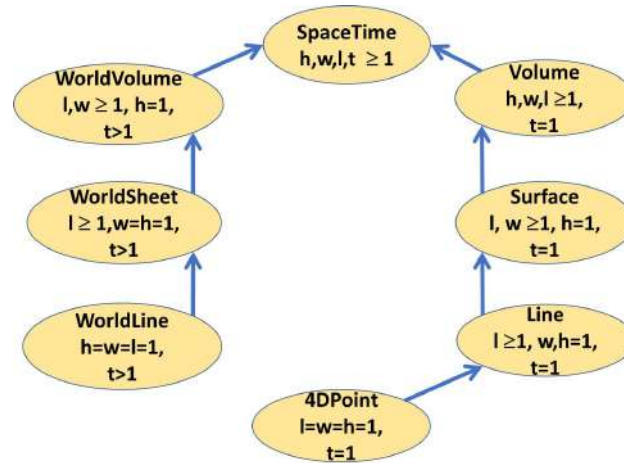 SpaceTime
h,w,l,t ≥ 1
WorldVolume
l,w ≥ 1, h=1,
t>1
Volume
h,w,l ≥1,
t=1
WorldSheet
l ≥ 1,w=h=1,
t>1
Surface
l, w ≥1, h=1,
t=1
WorldLine
h=w=l=1,
t>1
Line
l ≥1, w,h=1,
t=1
4DPoint
l=w=h=1,
t=1